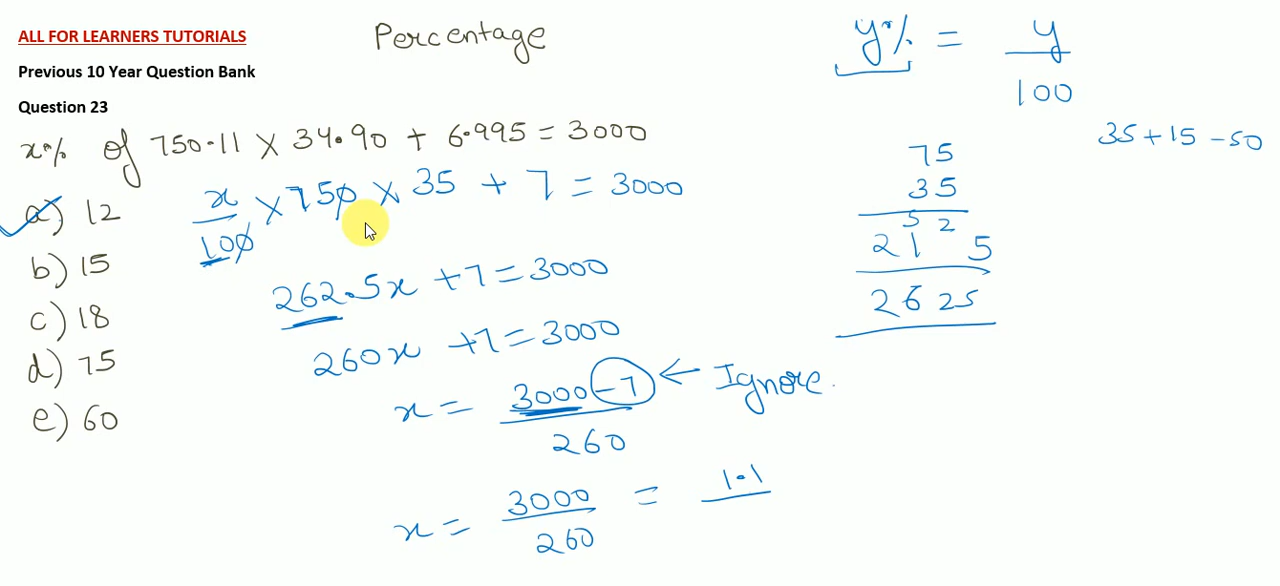 ALL FOR LEARNERS TUTORIALS
Percentage
y% = y/100
Previous 10 Year Question Bank
Question 23
x% of 750.11 × 34.90 + 6.995 = 3000
35 + 15 - 50
75
35
5 2
21 5
2625
a) 12
b) 15
c) 18
d) 75
e) 60
x/100 × 750 × 35 + 7 = 3000
262.5x + 7 = 3000
260x + 7 = 3000
x = 3000 - 7/260 ← Ignore.
x = 3000/260 = 1.1